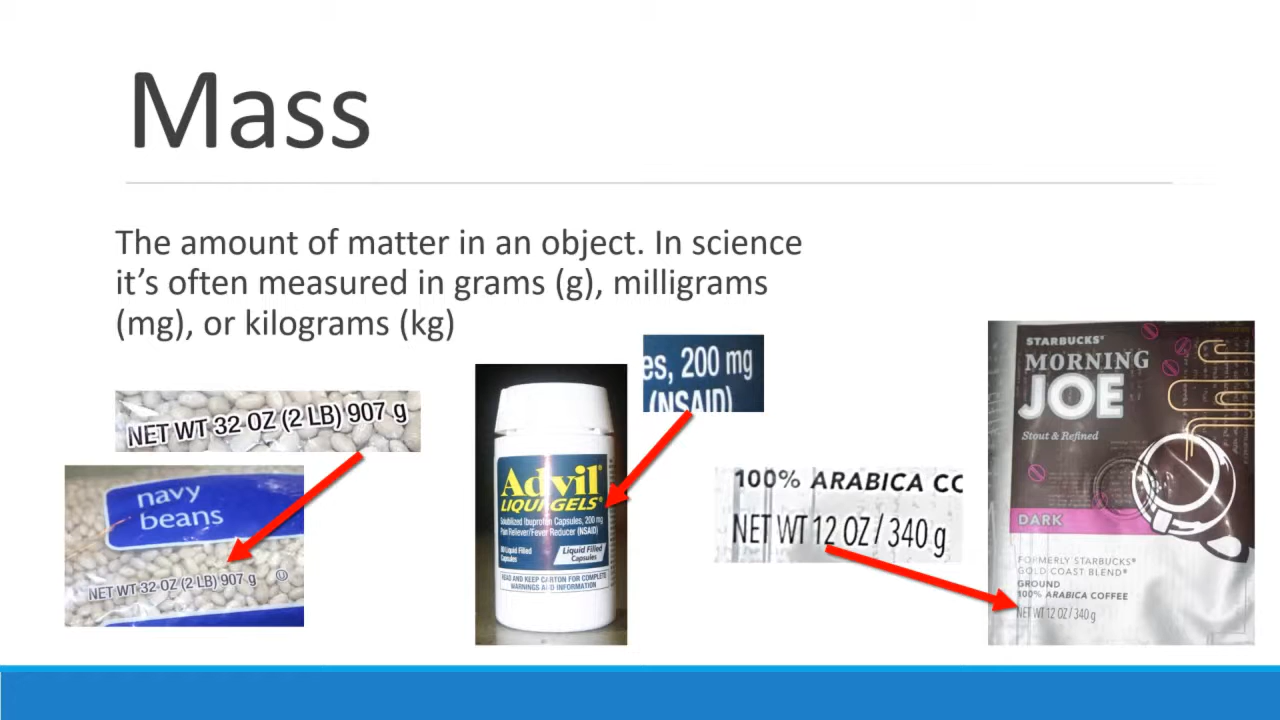 Mass
The amount of matter in an object. In science
it's often measured in grams (g), milligrams
(mg), or kilograms (kg)
NET WT 32 OZ (2 LB) 907 g
navy
beans
NET WT 32 OZ (2 LB) 907 g
es, 200 mg
(NSAID)
Advil
LIQUI-GELS
Solubilized Ibuprofen Capsules, 200 mg
Pain Reliever/Fever Reducer (NSAID)
80 Liquid Filled
Capsules
Liquid Filled
Capsules
READ AND KEEP CARTON FOR COMPLETE
WARNINGS AND INFORMATION
100% ARABICA CO
NET WT 12 OZ / 340 g
STARBUCKS®
MORNING
JOE
Stout & Refined
DARK
FORMERLY STARBUCKS®
GOLD COAST BLEND®
GROUND
100% ARABICA COFFEE
NET WT 12 OZ / 340 g